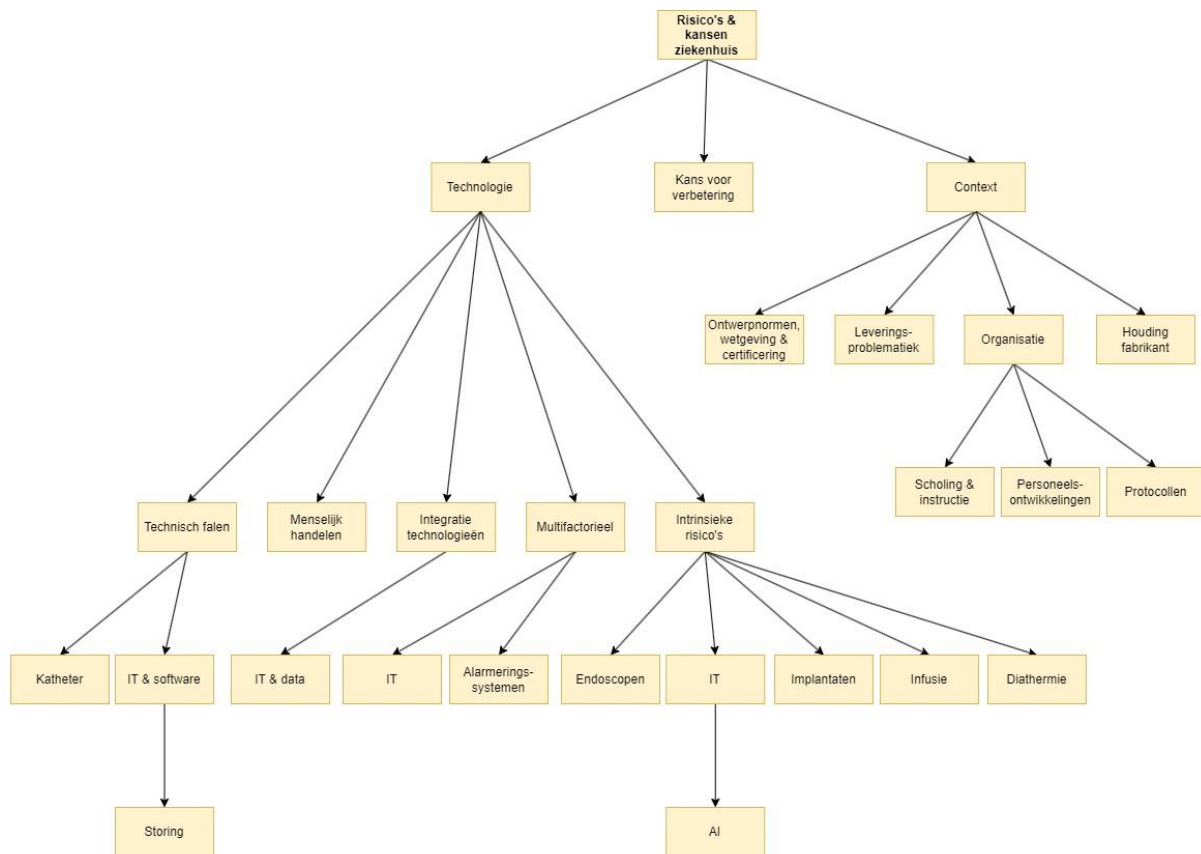 Risico's &
kansen
ziekenhuis
Technologie
Kans voor
verbetering
Context
Ontwerpnormen,
wetgeving &
certificering
Leverings-
problematiek
Organisatie
Houding
fabrikant
Scholing &
instructie
Personeels-
ontwikkelingen
Protocollen
Technisch falen
Menselijk
handelen
Integratie
technologieën
Multifactorieel
Intrinsieke
risico's
Katheter
IT & software
IT & data
IT
Alarmerings-
systemen
Endoscopen
IT
Implantaten
Infusie
Diathermie
Storing
AI